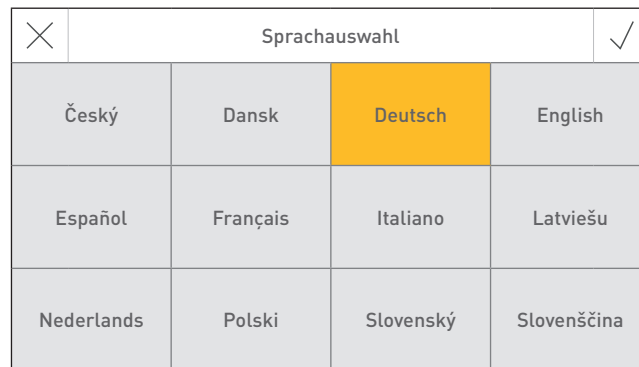 Sprachauswahl
Český Dansk Deutsch English
Español Français Italiano Latviešu
Nederlands Polski Slovenský Slovenščina